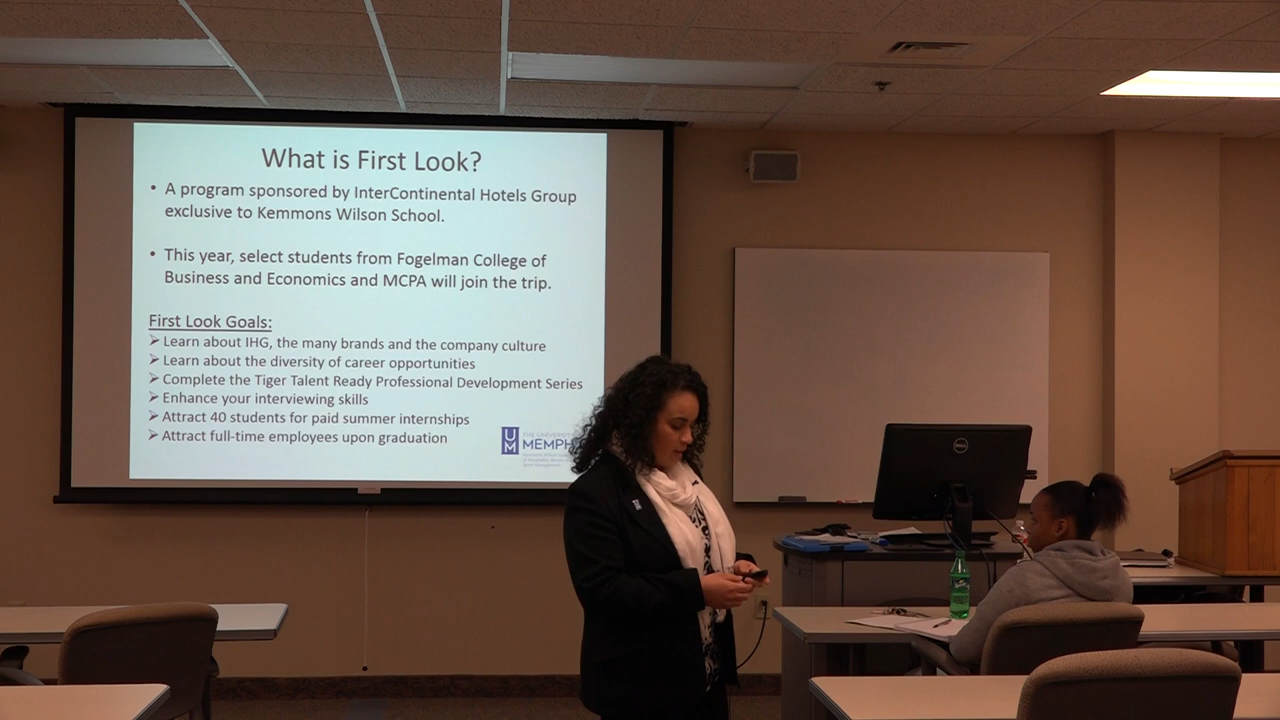 What is First Look?
• A program sponsored by InterContinental Hotels Group
exclusive to Kemmons Wilson School.
• This year, select students from Fogelman College of
Business and Economics and MCPA will join the trip.
First Look Goals:
➢ Learn about IHG, the many brands and the company culture
➢ Learn about the diversity of career opportunities
➢ Complete the Tiger Talent Ready Professional Development Series
➢ Enhance your interviewing skills
➢ Attract 40 students for paid summer internships
➢ Attract full-time employees upon graduation
UM
THE UNIVERSITY
MEMPH
DELL